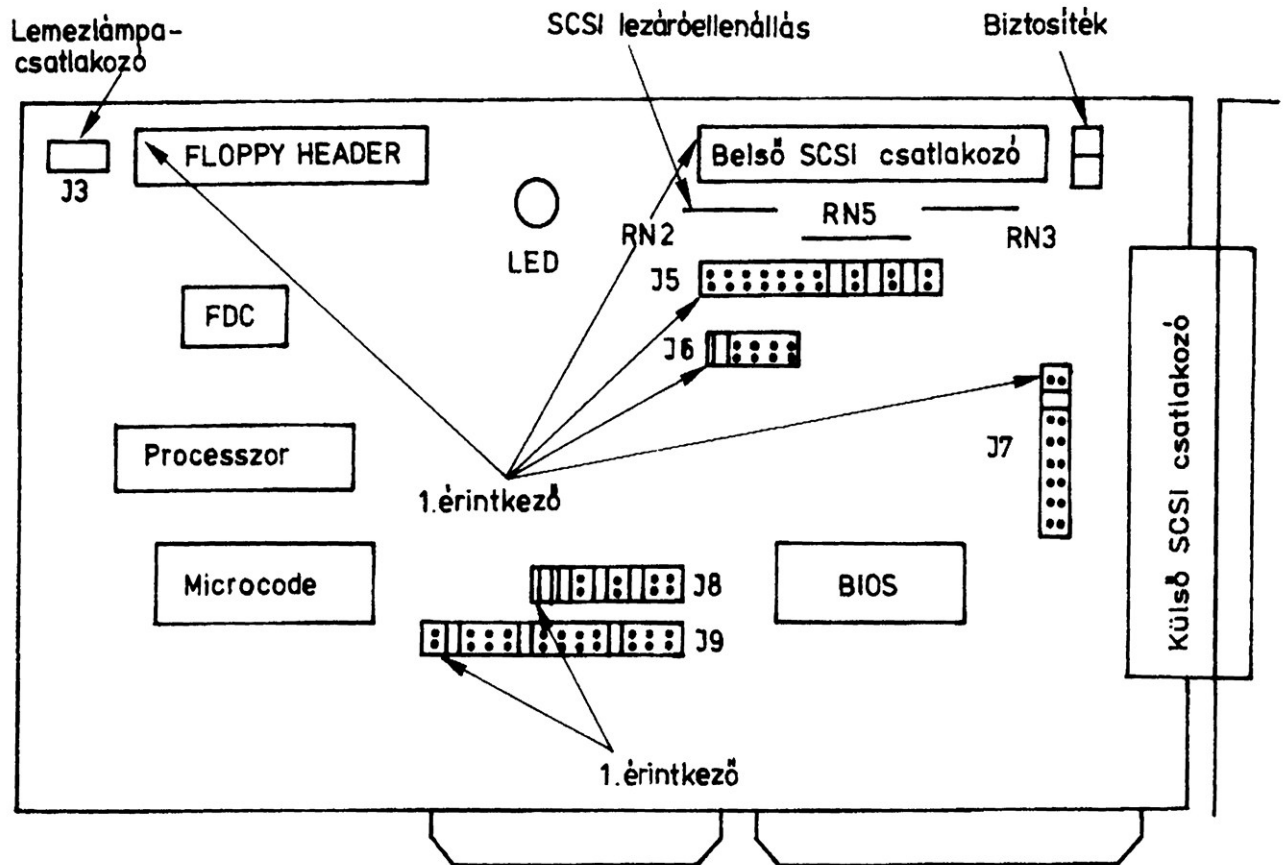 Lemezlámpa-
csatlakozó
SCSI lezáróellenállás
Biztosíték
J3
FLOPPY HEADER
LED
Belső SCSI csatlakozó
RN2
RN5
RN3
J5
FDC
J6
J7
Külső SCSI csatlakozó
Processzor
1.érintkező
Microcode
J8
BIOS
J9
1.érintkező